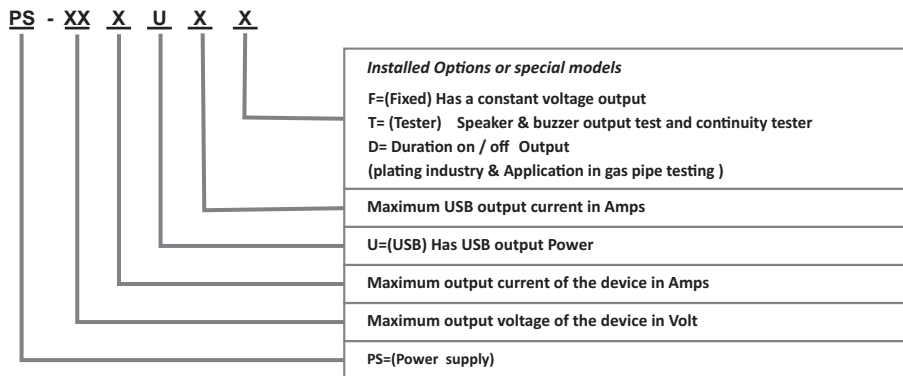 PS - XX X U X X
Installed Options or special models
F=(Fixed) Has a constant voltage output
T= (Tester) Speaker & buzzer output test and continuity tester
D= Duration on / off Output
(plating industry & Application in gas pipe testing )
Maximum USB output current in Amps
U=(USB) Has USB output Power
Maximum output current of the device in Amps
Maximum output voltage of the device in Volt
PS=(Power supply)